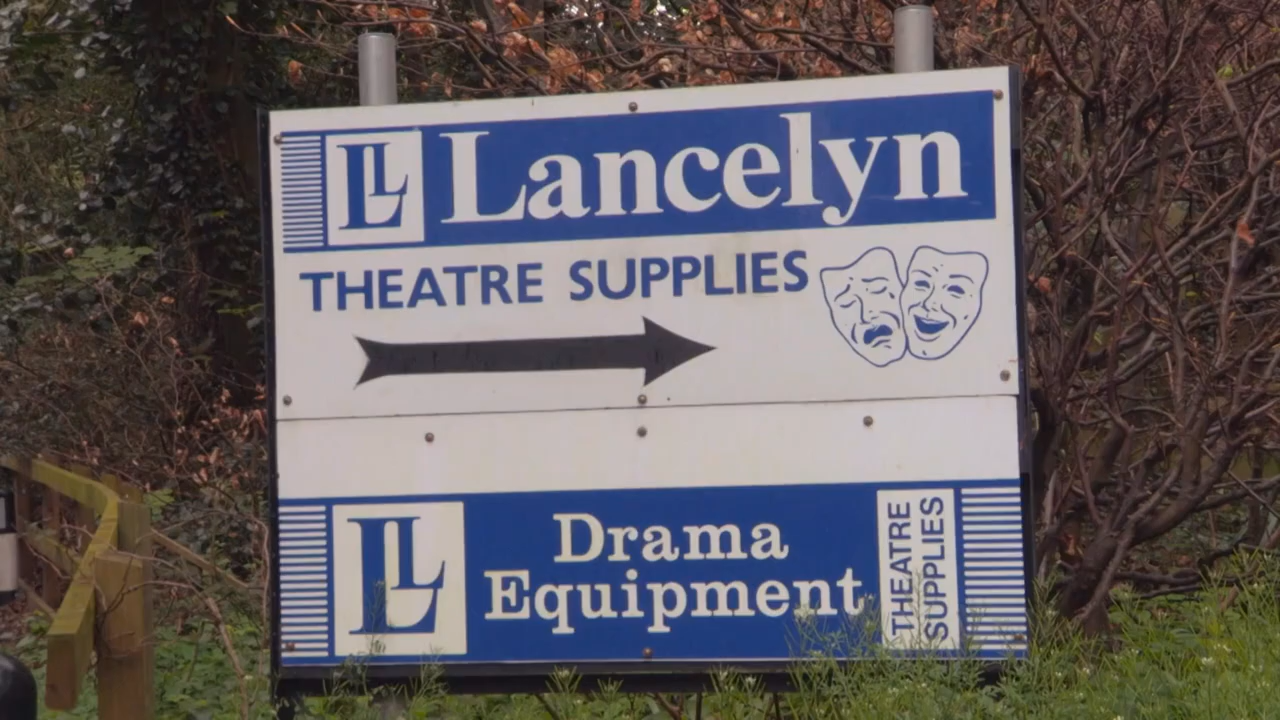 LL Lancelyn
THEATRE SUPPLIES
LL
Drama
Equipment
THEATRE
SUPPLIES